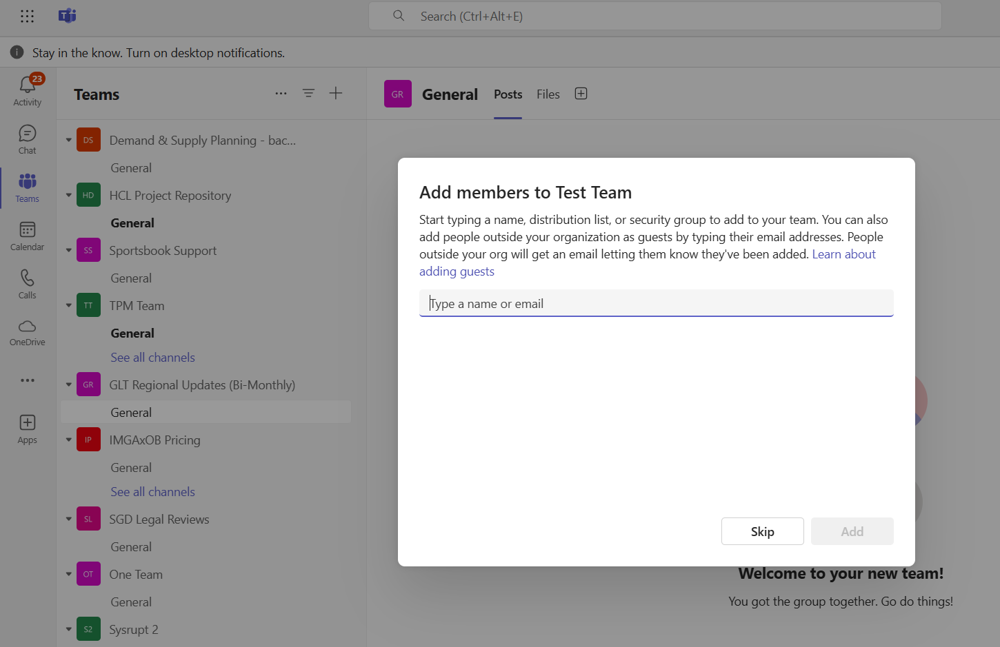 Search (Ctrl+Alt+E)
Stay in the know. Turn on desktop notifications.
23
Activity
Chat
Teams
Calendar
Calls
OneDrive
Apps
Teams
DS Demand & Supply Planning - bac...
General
HD HCL Project Repository
General
SS Sportsbook Support
General
TT TPM Team
General
See all channels
GR GLT Regional Updates (Bi-Monthly)
General
IP IMGAxOB Pricing
General
See all channels
SL SGD Legal Reviews
General
OT One Team
General
S2 Sysrupt 2
GR General Posts Files
Add members to Test Team
Start typing a name, distribution list, or security group to add to your team. You can also
add people outside your organization as guests by typing their email addresses. People
outside your org will get an email letting them know they've been added. Learn about
adding guests
Type a name or email
Skip Add
Welcome to your new team!
You got the group together. Go do things!